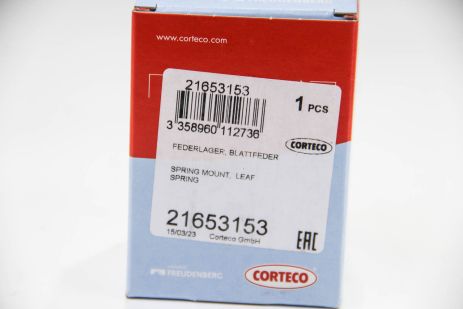 FREUDENBERG
www.corteco.com
21653153
1 PCS
3 358960 112736
FEDERLAGER, BLATTFEDER
CORTECO
SPRING MOUNT, LEAF
SPRING
21653153
15/03/23 Corteco GmbH
EAC
FREUDENBERG
CORTECO